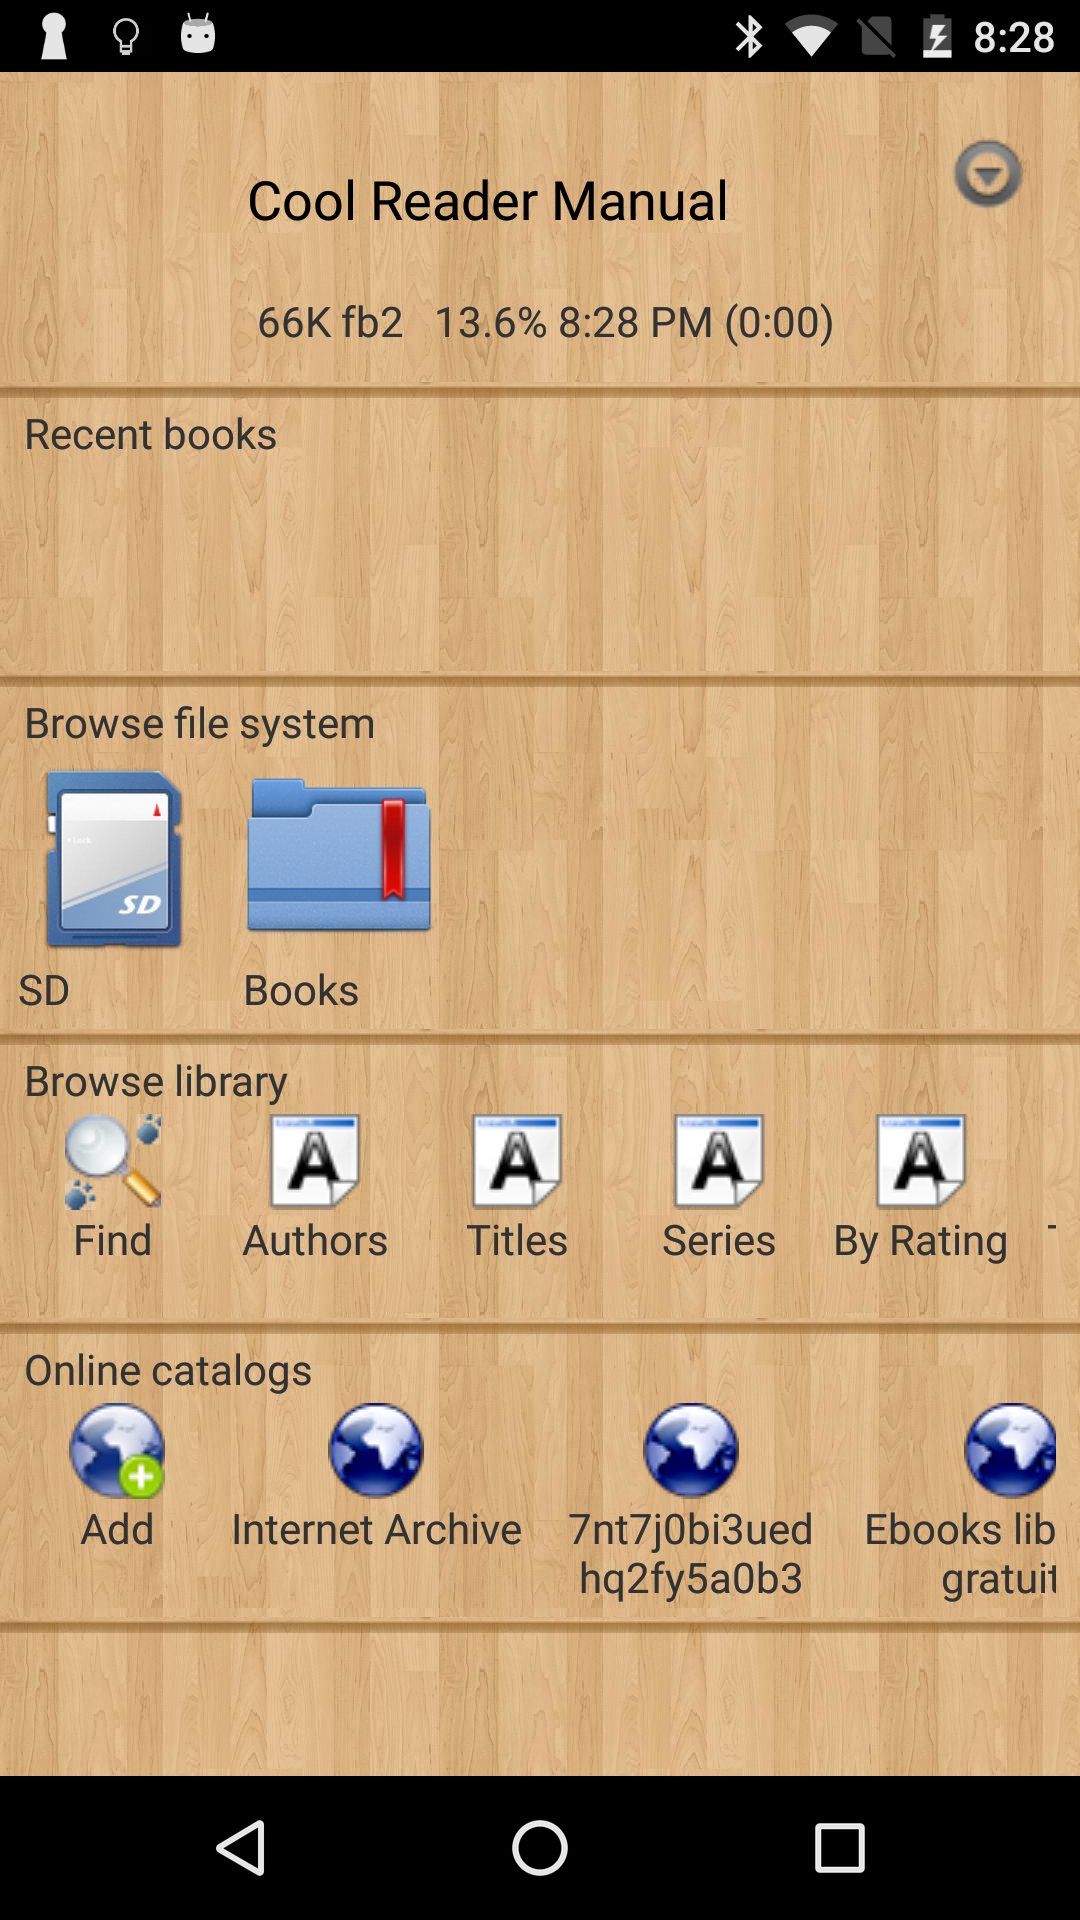 8:28
Cool Reader Manual
66K fb2 13.6% 8:28 PM (0:00)
Recent books
Browse file system
SD
SD Books
Browse library
A A A A
Find Authors Titles Series By Rating
Online catalogs
Add Internet Archive 7nt7j0bi3ued Ebooks lib
hq2fy5a0b3 gratuit